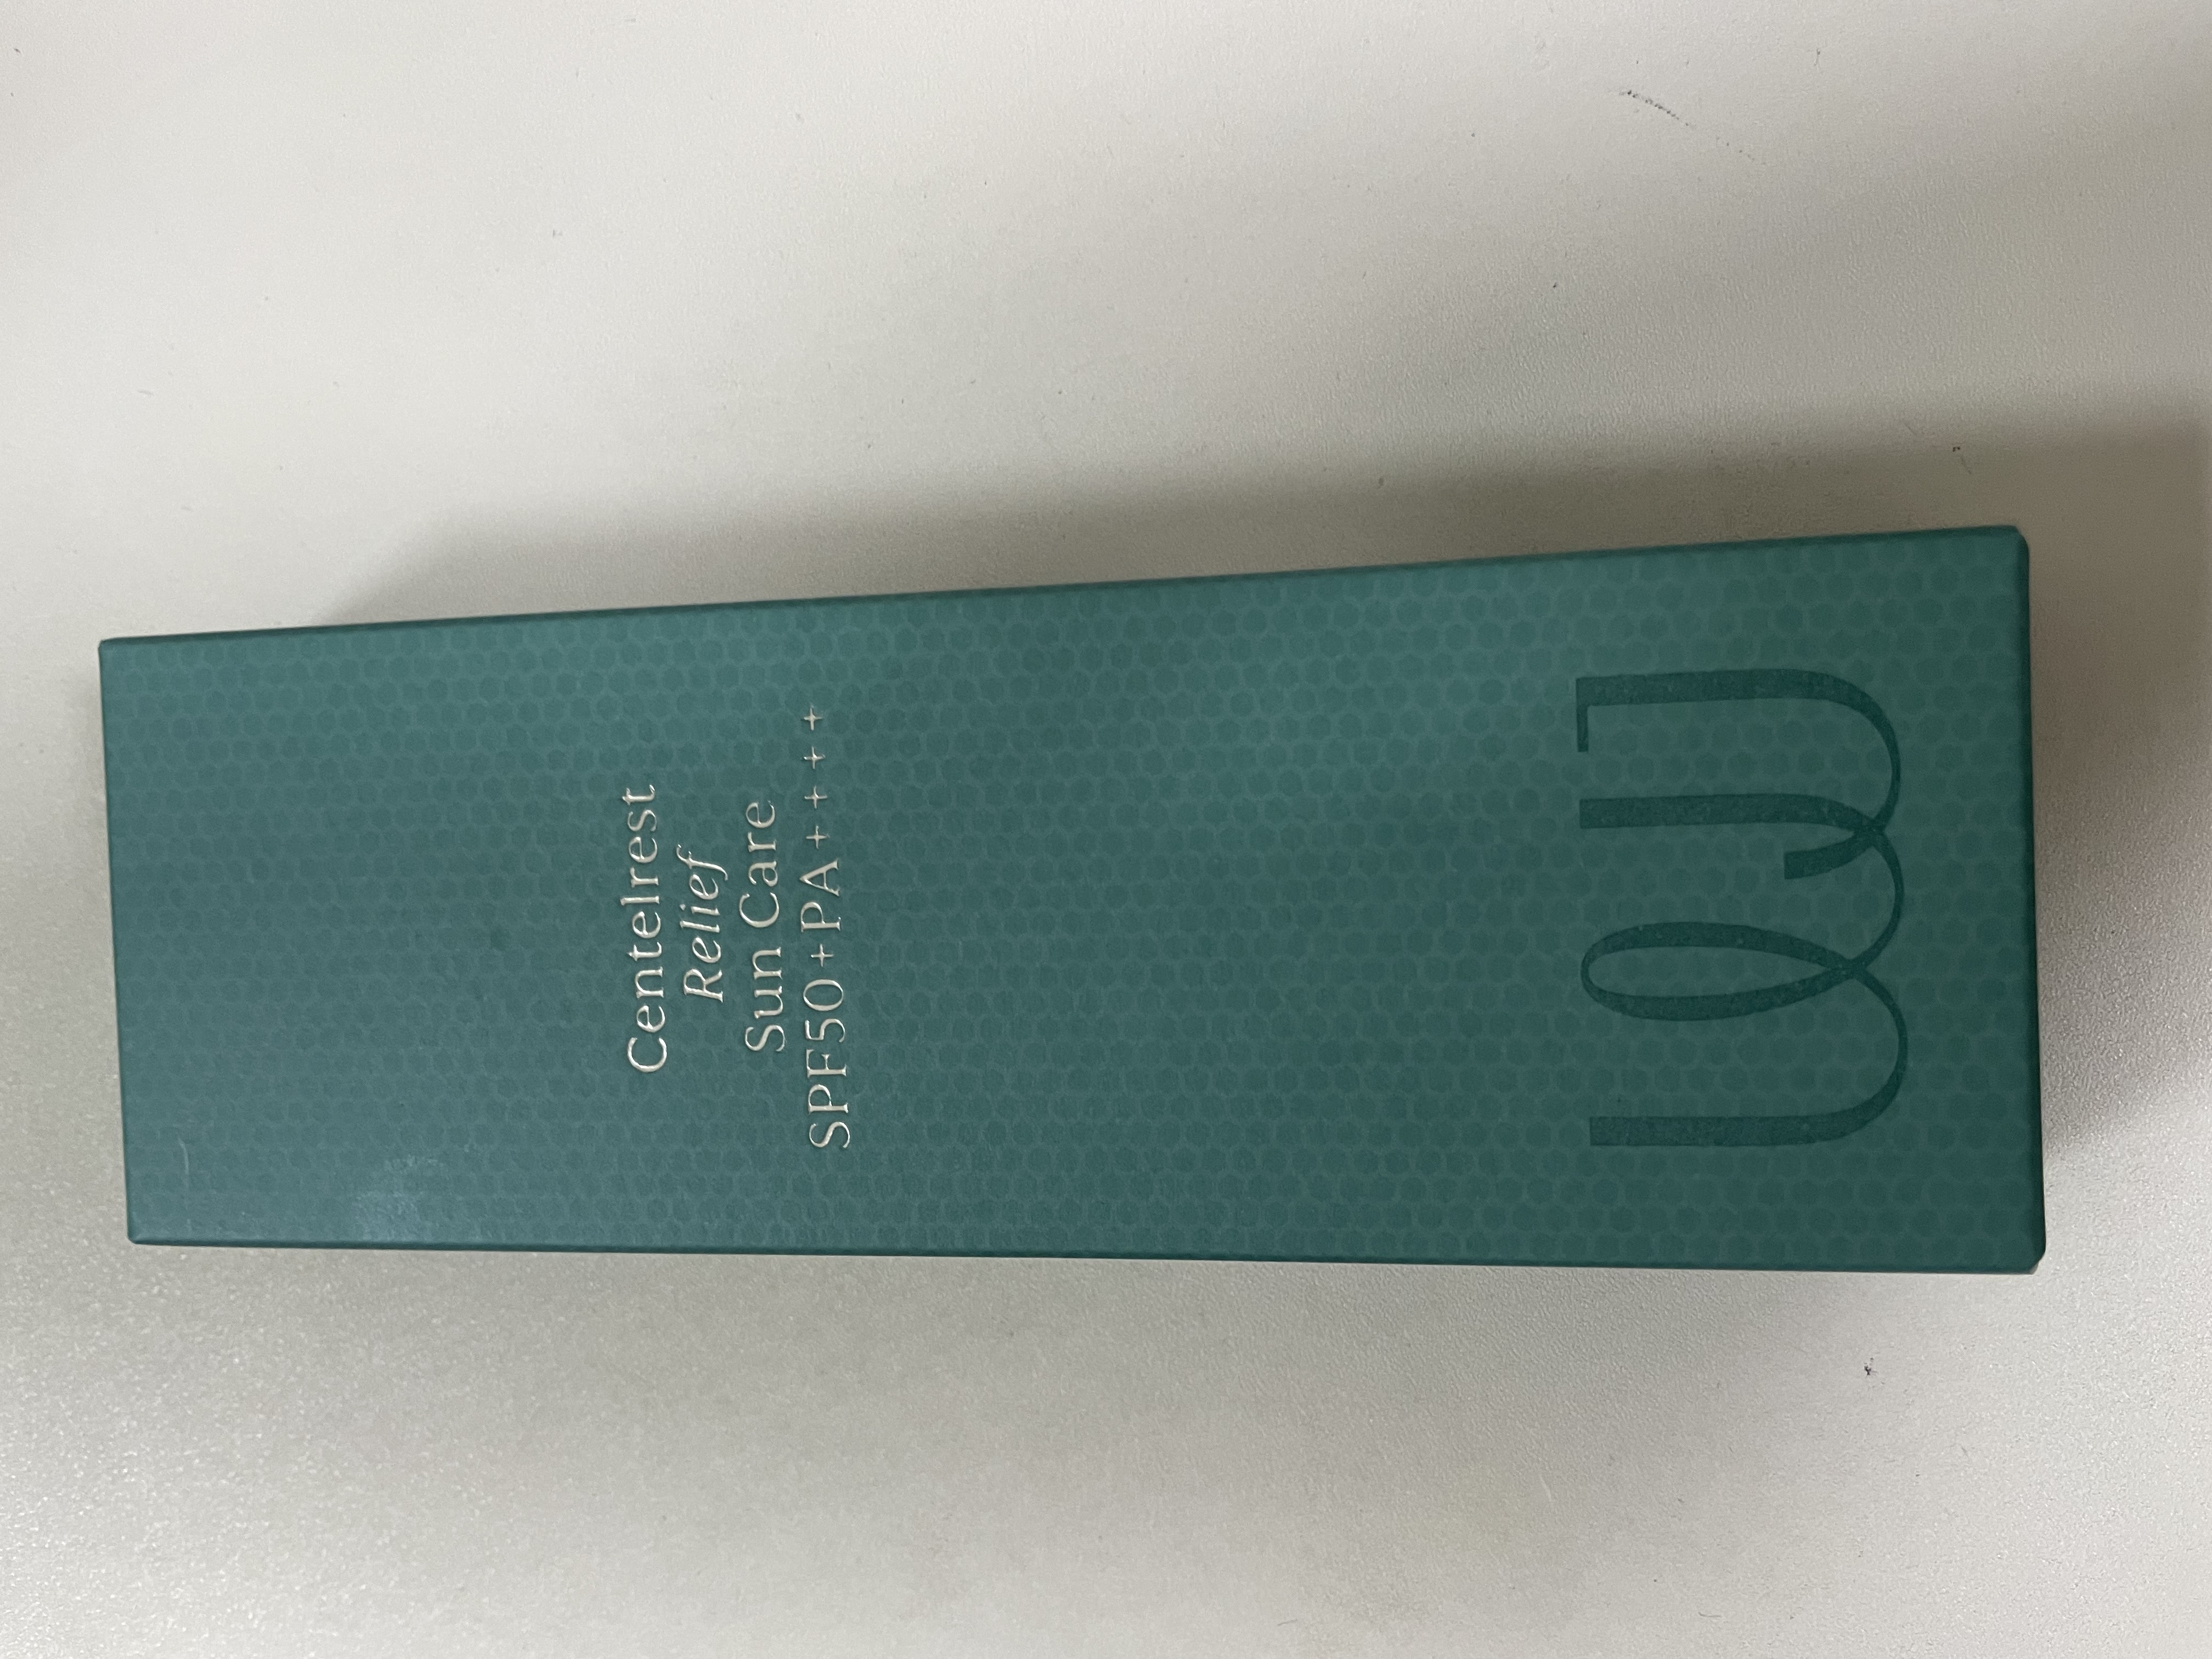 Centelrest
Relief
Sun Care
SPF50+PA++++